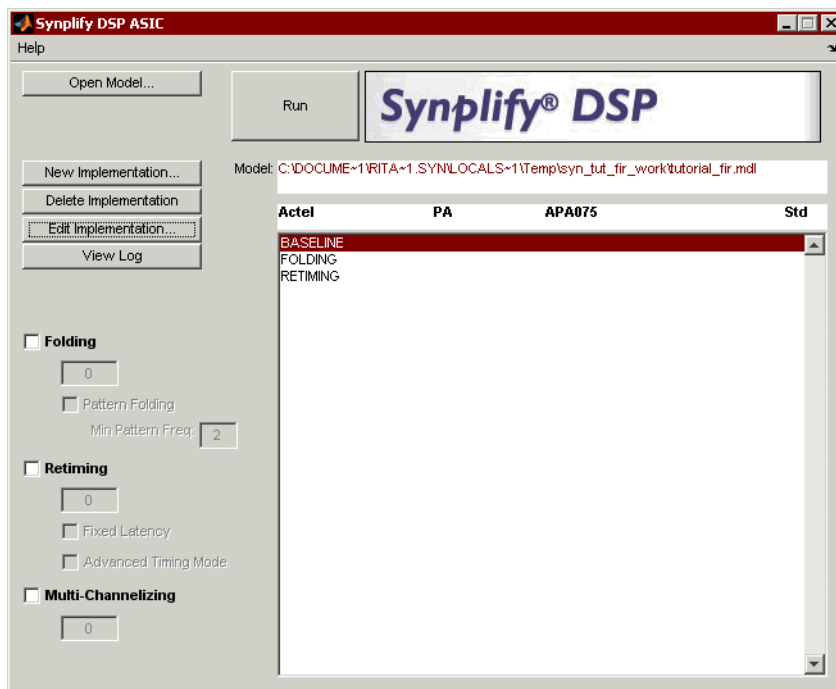 Synplify DSP ASIC
Help
Open Model...
Run
Synplify® DSP
New Implementation...
Model: C:\DOCUME~1\RITA~1.SYN\LOCALS~1\Temp\syn_tut_fir_work\tutorial_fir.mdl
Delete Implementation
Edit Implementation...
View Log
Actel PA APA075 Std
BASELINE
FOLDING
RETIMING
Folding
0
Pattern Folding
Min Pattern Freq: 2
Retiming
0
Fixed Latency
Advanced Timing Mode
Multi-Channelizing
0